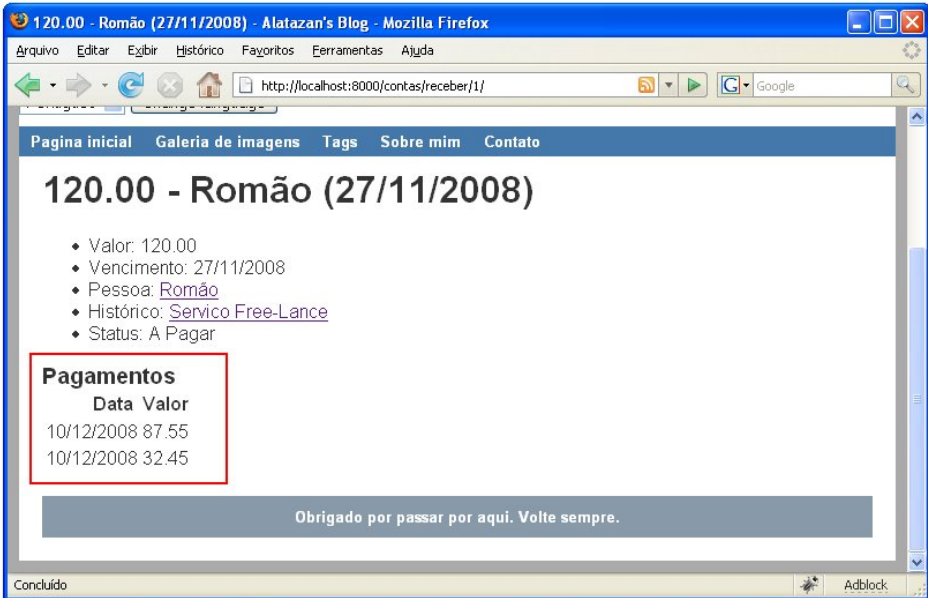 120.00 - Romão (27/11/2008) - Alatazan's Blog - Mozilla Firefox
Arquivo Editar Exibir Histórico Favoritos Ferramentas Ajuda
http://localhost:8000/contas/receber/1/ G Google
Pagina inicial Galeria de imagens Tags Sobre mim Contato
120.00 - Romão (27/11/2008)
• Valor: 120.00
• Vencimento: 27/11/2008
• Pessoa: Romão
• Histórico: Servico Free-Lance
• Status: A Pagar
Pagamentos
Data Valor
10/12/2008 87.55
10/12/2008 32.45
Obrigado por passar por aqui. Volte sempre.
Concluído Adblock